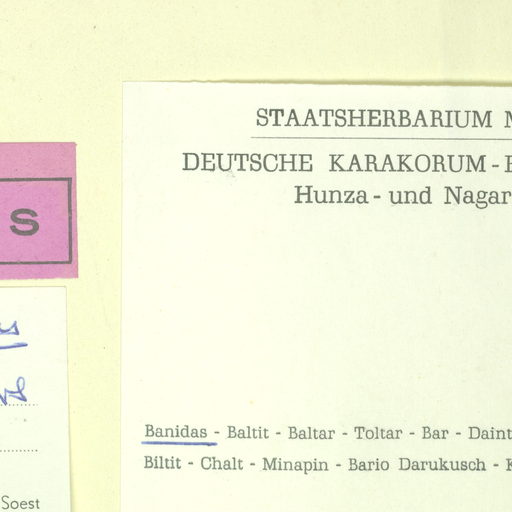 STAATSHERBARIUM
DEUTSCHE KARAKORUM -
Hunza - und Nagar
S
Banidas - Baltit - Baltar - Toltar - Bar - Daint
Biltit - Chalt - Minapin - Bario Darukusch -
Soest